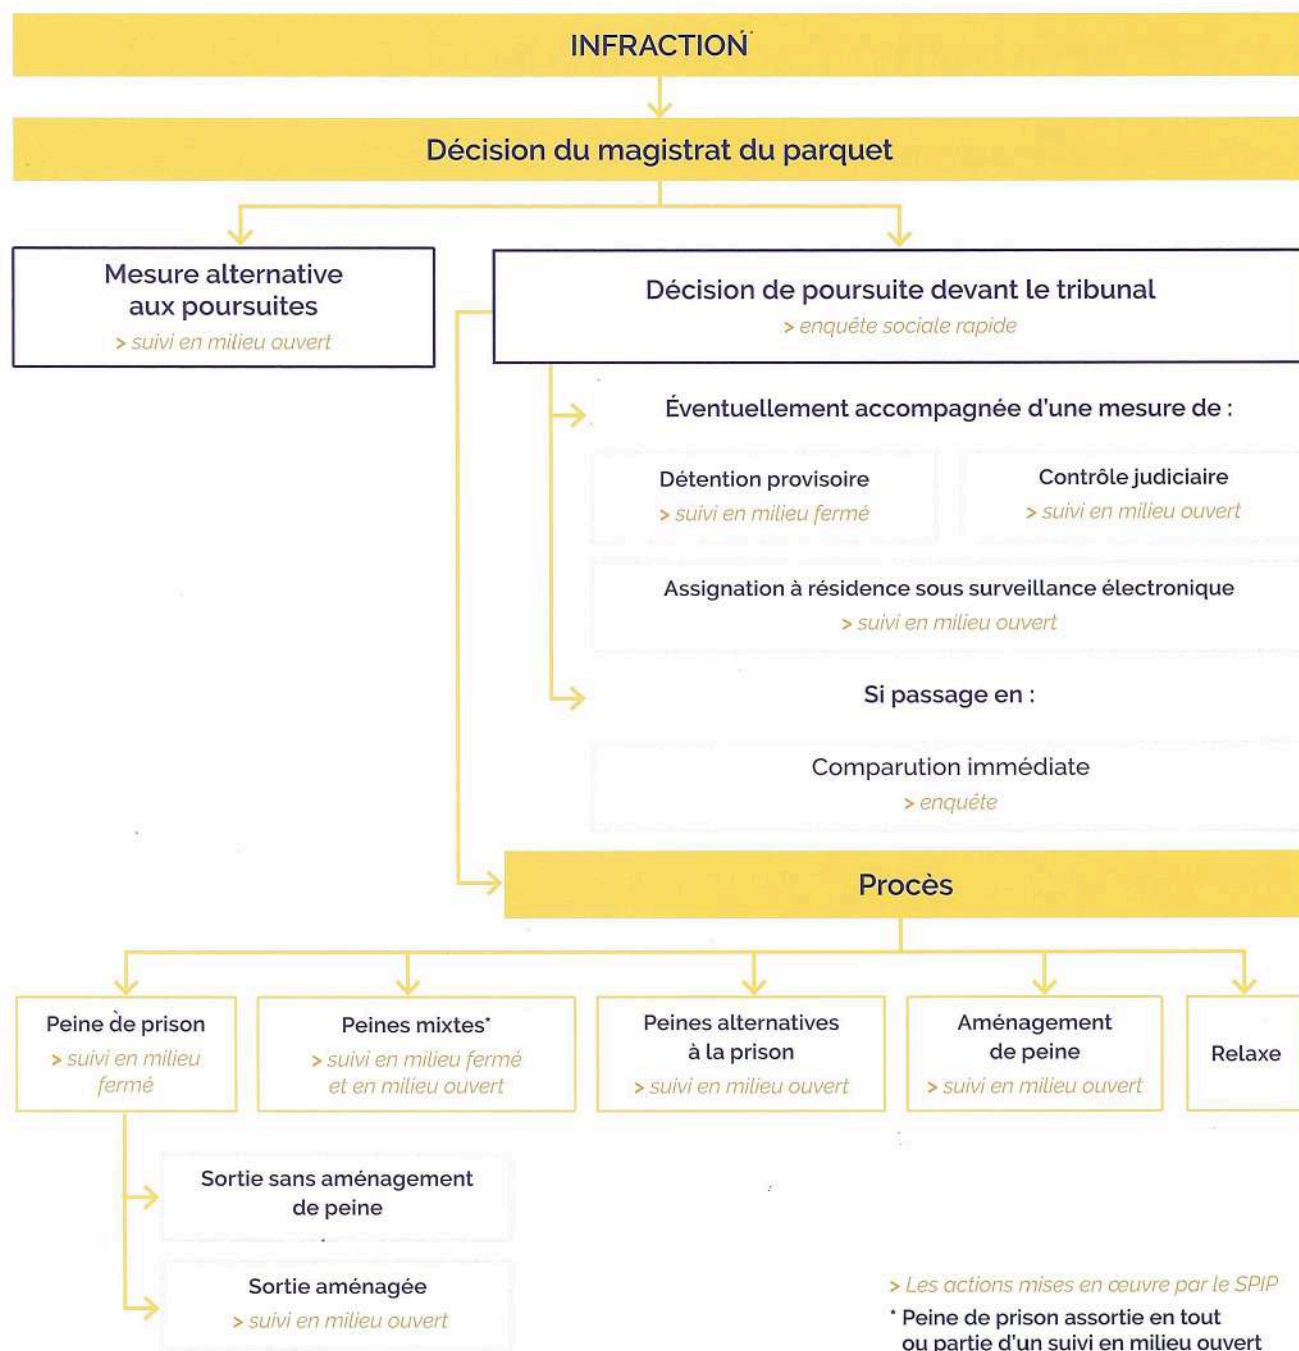 INFRACTION
Décision du magistrat du parquet
Mesure alternative
aux poursuites
> suivi en milieu ouvert
Décision de poursuite devant le tribunal
> enquête sociale rapide
Éventuellement accompagnée d'une mesure de :
Détention provisoire
> suivi en milieu fermé
Contrôle judiciaire
> suivi en milieu ouvert
Assignation à résidence sous surveillance électronique
> suivi en milieu ouvert
Si passage en :
Comparution immédiate
> enquête
Procès
Peine de prison
> suivi en milieu
fermé
Peines mixtes*
> suivi en milieu fermé
et en milieu ouvert
Peines alternatives
à la prison
> suivi en milieu ouvert
Aménagement
de peine
> suivi en milieu ouvert
Relaxe
Sortie sans aménagement
de peine
Sortie aménagée
> suivi en milieu ouvert
> Les actions mises en œuvre par le SPIP
* Peine de prison assortie en tout
ou partie d'un suivi en milieu ouvert